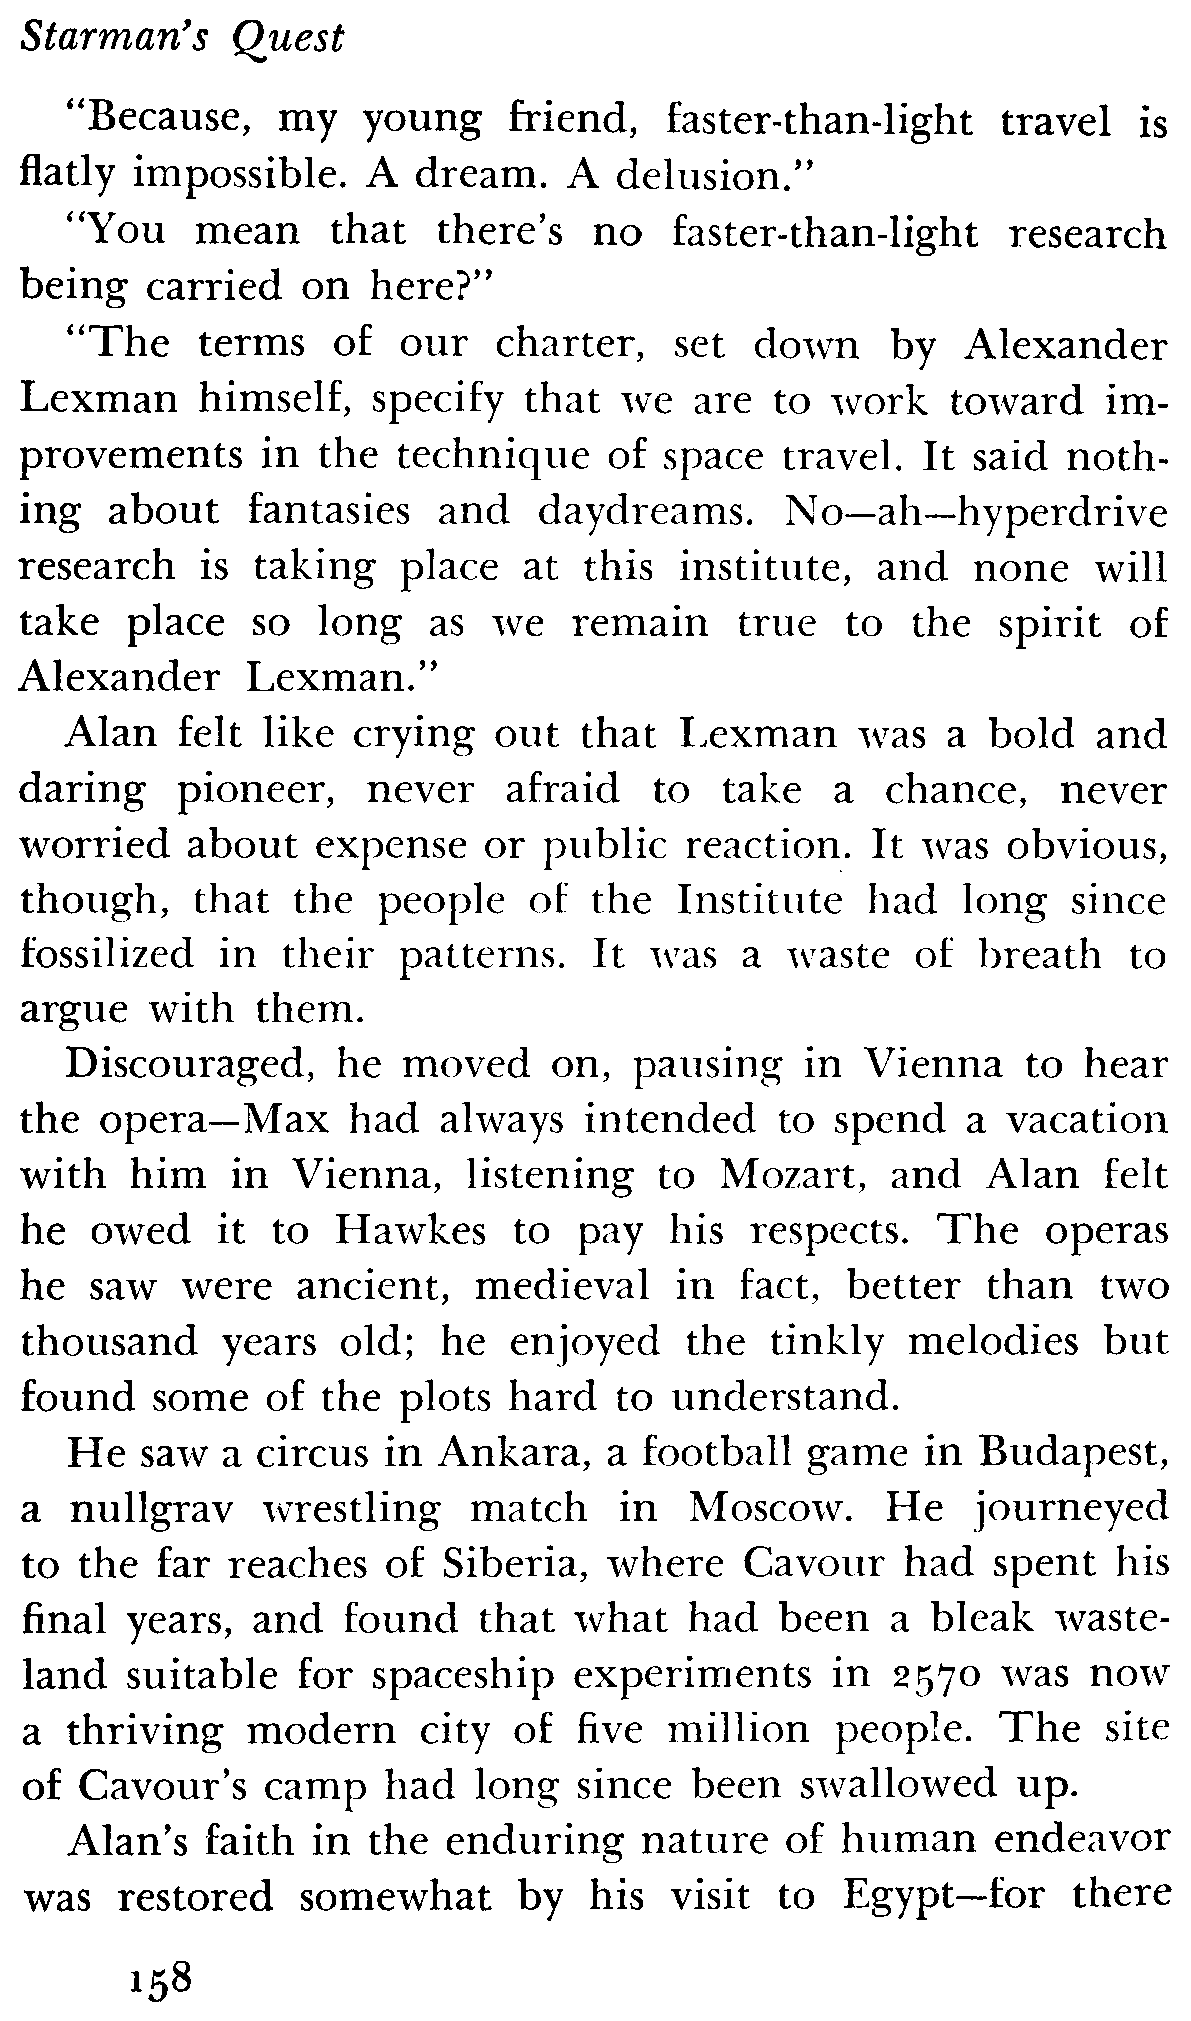 Starman's Quest
“Because, my young friend, faster-than-light travel is
flatly impossible. A dream. A delusion.”
“You mean that there's no faster-than-light research
being carried on here?”
“The terms of our charter, set down by Alexander
Lexman himself, specify that we are to work toward im-
provements in the technique of space travel. It said noth-
ing about fantasies and daydreams. No—ah—hyperdrive
research is taking place at this institute, and none will
take place so long as we remain true to the spirit of
Alexander Lexman.”
Alan felt like crying out that Lexman was a bold and
daring pioneer, never afraid to take a chance, never
worried about expense or public reaction. It was obvious,
though, that the people of the Institute had long since
fossilized in their patterns. It was a waste of breath to
argue with them.
Discouraged, he moved on, pausing in Vienna to hear
the opera—Max had always intended to spend a vacation
with him in Vienna, listening to Mozart, and Alan felt
he owed it to Hawkes to pay his respects. The operas
he saw were ancient, medieval in fact, better than two
thousand years old; he enjoyed the tinkly melodies but
found some of the plots hard to understand.
He saw a circus in Ankara, a football game in Budapest,
a nullgrav wrestling match in Moscow. He journeyed
to the far reaches of Siberia, where Cavour had spent his
final years, and found that what had been a bleak waste-
land suitable for spaceship experiments in 2570 was now
a thriving modern city of five million people. The site
of Cavour's camp had long since been swallowed up.
Alan's faith in the enduring nature of human endeavor
was restored somewhat by his visit to Egypt—for there
158